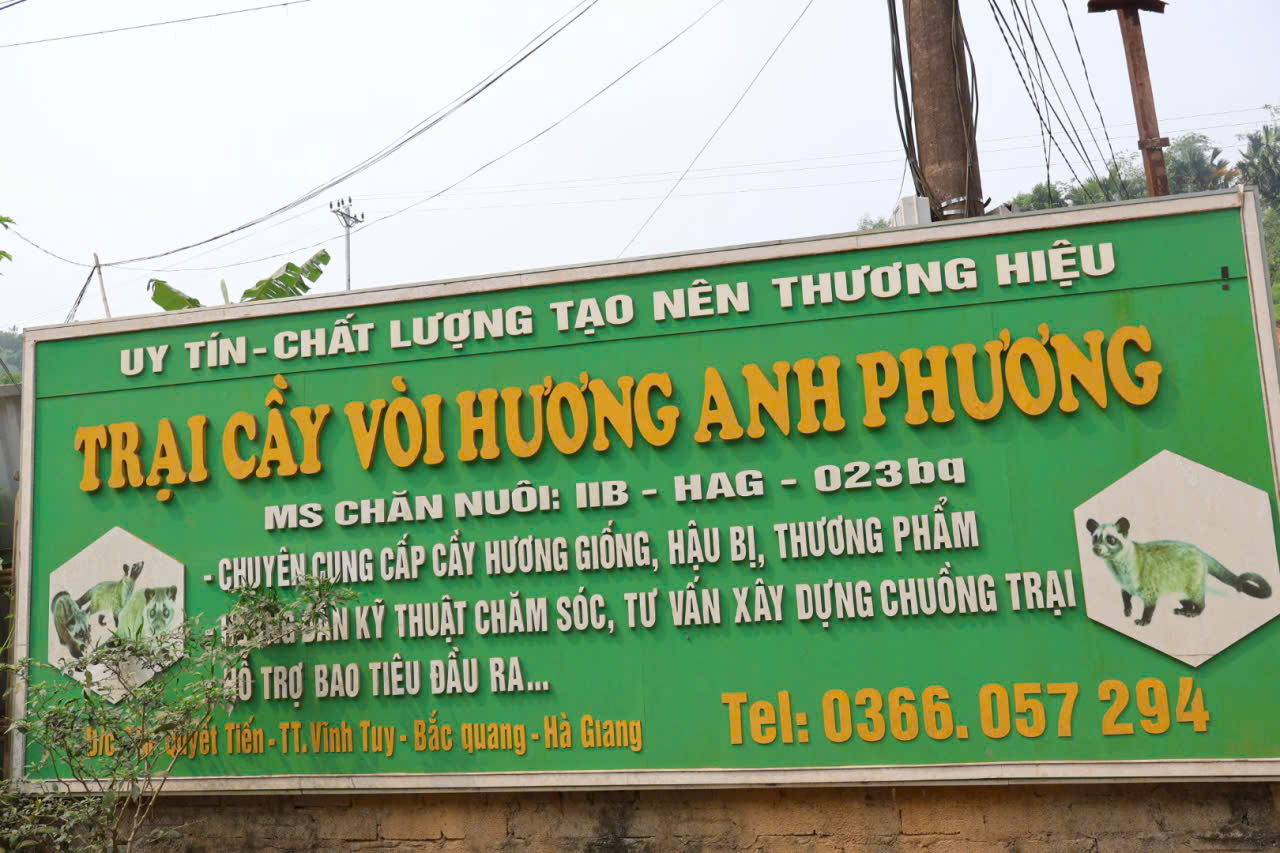 UY TÍN - CHẤT LƯỢNG TẠO NÊN THƯƠNG HIỆU
TRẠI CẦY VÒI HƯƠNG ANH PHƯƠNG
MS CHĂN NUÔI: IIB - HAG - 023bq
- CHUYÊN CUNG CẤP CẦY HƯƠNG GIỐNG, HẬU BỊ, THƯƠNG PHẨM
DẪN KỸ THUẬT CHĂM SÓC, TƯ VẤN XÂY DỰNG CHUỒNG TRẠI
HỖ TRỢ BAO TIÊU ĐẦU RA...
Quyết Tiến - TT. Vĩnh Tuy - Bắc quang - Hà Giang
Tel: 0366. 057 294